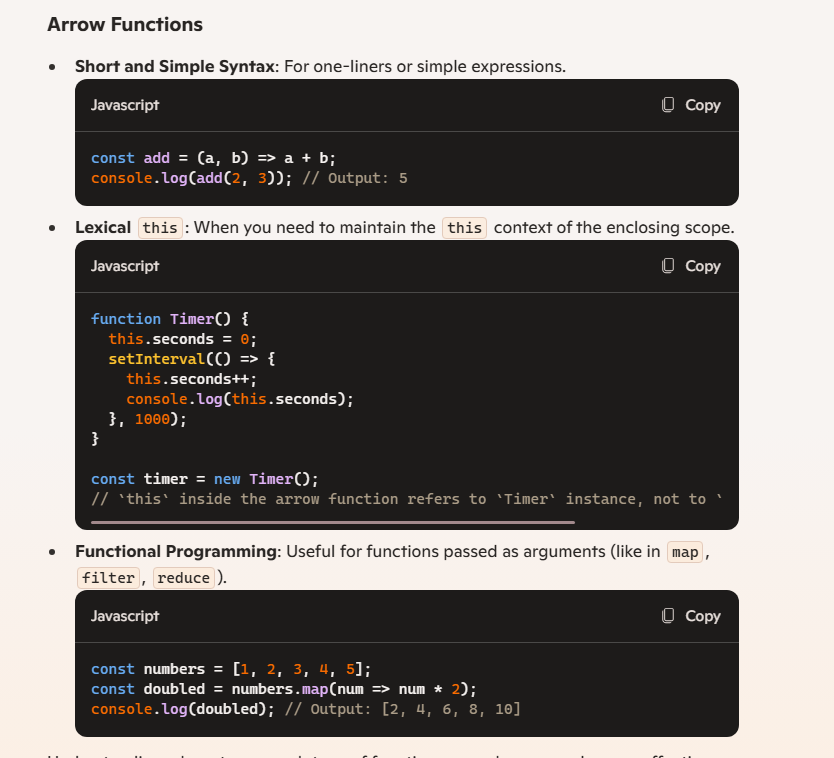 Arrow Functions
Short and Simple Syntax: For one-liners or simple expressions.
Javascript Copy
const add = (a, b) => a + b;
console.log(add(2, 3)); // Output: 5
Lexical this: When you need to maintain the this context of the enclosing scope.
Javascript Copy
function Timer() {
  this.seconds = 0;
  setInterval(() => {
    this.seconds++;
    console.log(this.seconds);
  }, 1000);
}
const timer = new Timer();
// `this` inside the arrow function refers to `Timer` instance, not to `
Functional Programming: Useful for functions passed as arguments (like in map,
filter, reduce).
Javascript Copy
const numbers = [1, 2, 3, 4, 5];
const doubled = numbers.map(num => num * 2);
console.log(doubled); // Output: [2, 4, 6, 8, 10]